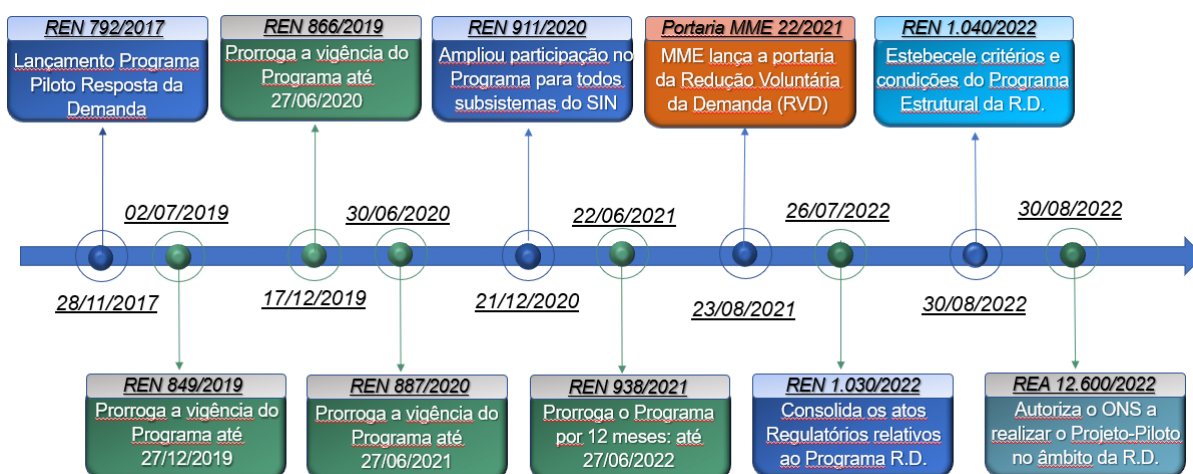 REN 792/2017
Lançamento Programa
Piloto Resposta da
Demanda
REN 866/2019
Prorroga a vigência do
Programa até
27/06/2020
REN 911/2020
Ampliou participação no
Programa para todos
subsistemas do SIN
Portaria MME 22/2021
MME lança a portaria
da Redução Voluntária
da Demanda (RVD)
REN 1.040/2022
Estebecele critérios e
condições do Programa
Estrutural da R.D.
02/07/2019
30/06/2020
22/06/2021
26/07/2022
30/08/2022
28/11/2017
17/12/2019
21/12/2020
23/08/2021
30/08/2022
REN 849/2019
Prorroga a vigência do
Programa até
27/12/2019
REN 887/2020
Prorroga a vigência do
Programa até
27/06/2021
REN 938/2021
Prorroga o Programa
por 12 meses: até
27/06/2022
REN 1.030/2022
Consolida os atos
Regulatórios relativos
ao Programa R.D.
REA 12.600/2022
Autoriza o ONS a
realizar o Projeto-Piloto
no âmbito da R.D.